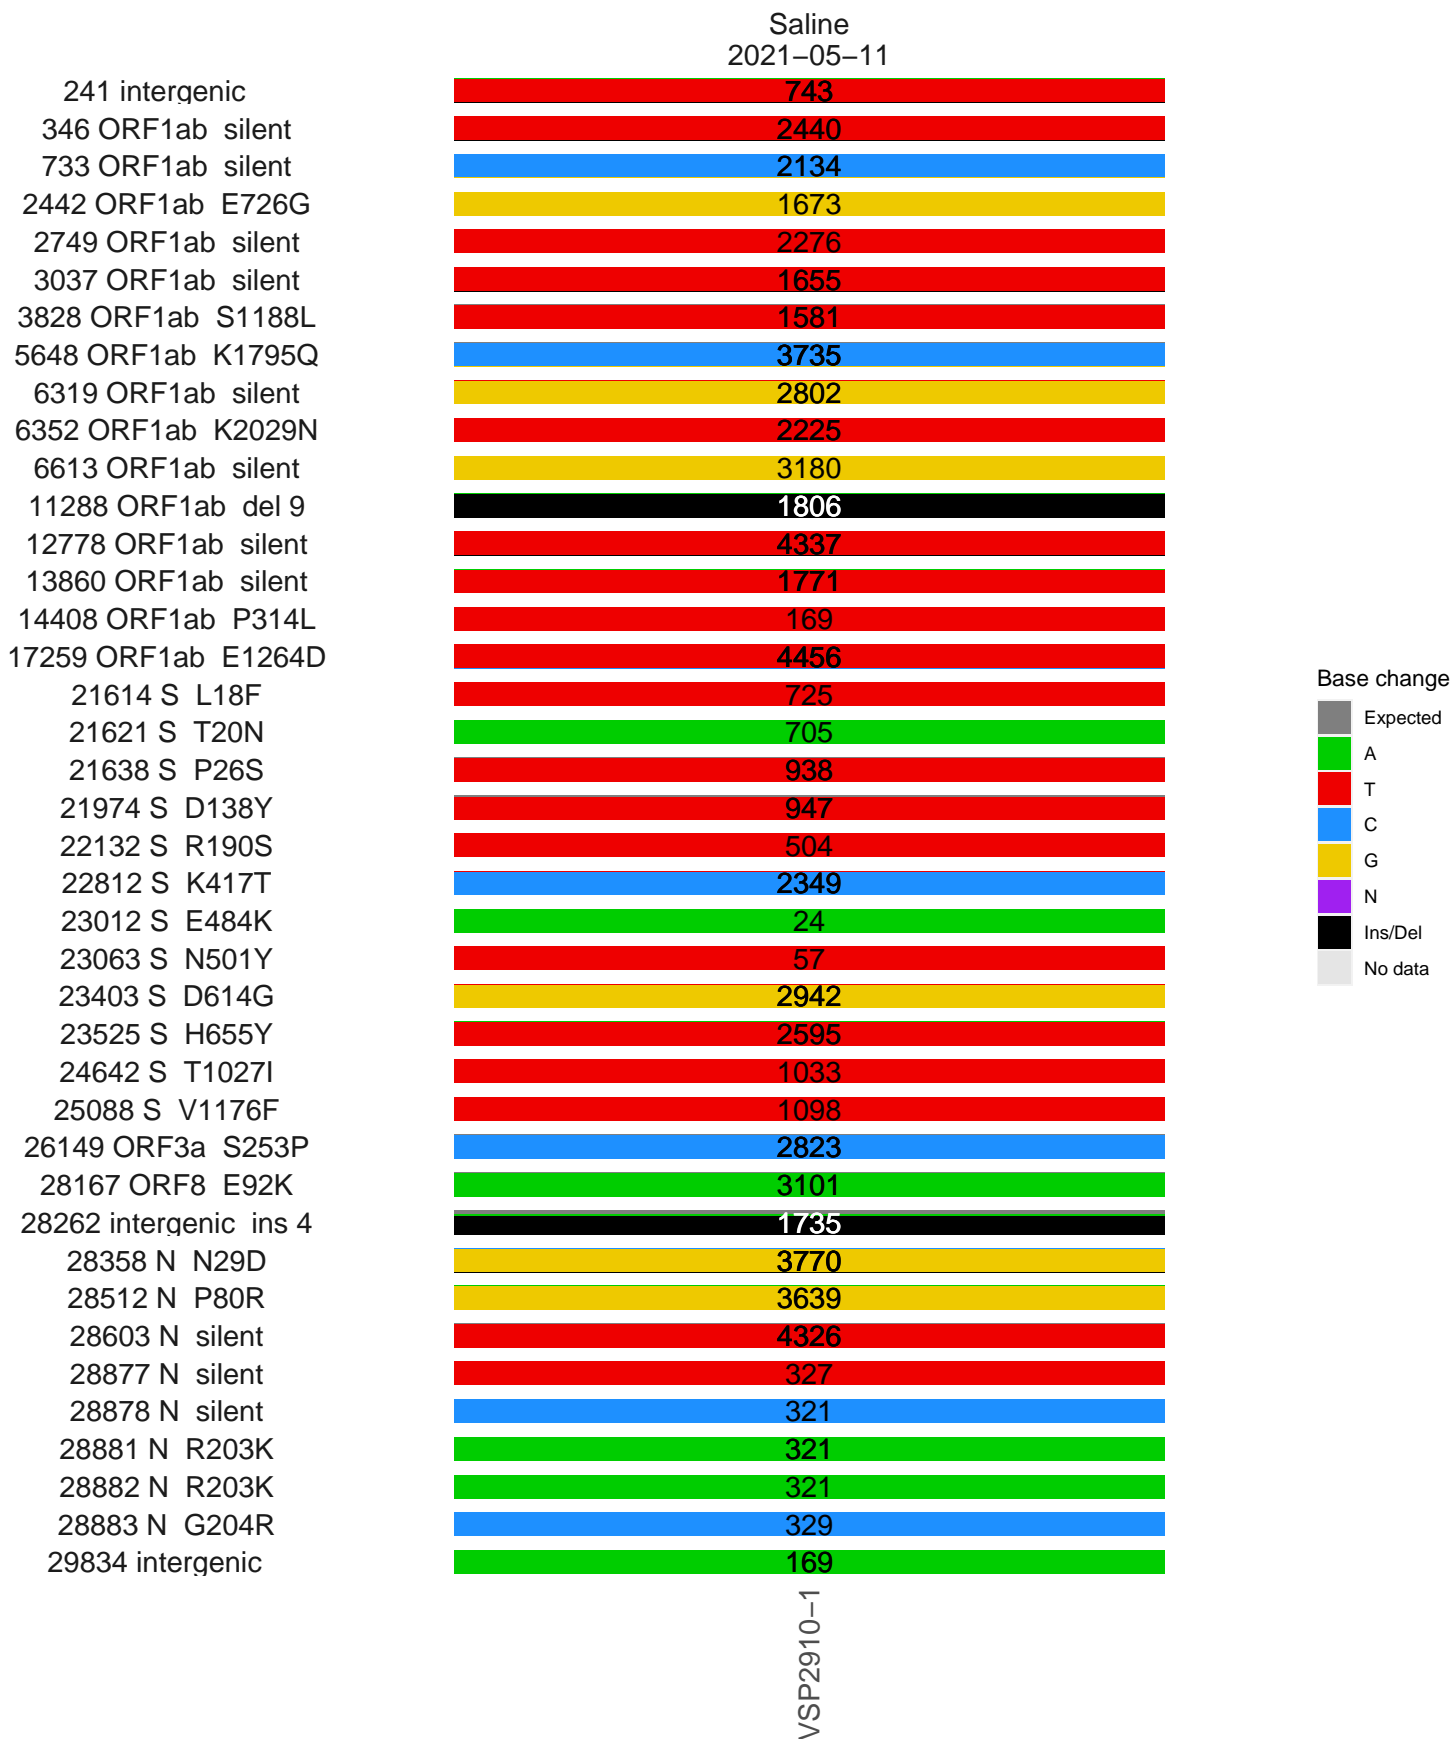 Saline
2021−05−11
241 intergenic 743
346 ORF1ab silent 2440
733 ORF1ab silent 2134
2442 ORF1ab E726G 1673
2749 ORF1ab silent 2276
3037 ORF1ab silent 1655
3828 ORF1ab S1188L 1581
5648 ORF1ab K1795Q 3735
6319 ORF1ab silent 2802
6352 ORF1ab K2029N 2225
6613 ORF1ab silent 3180
11288 ORF1ab del 9 1806
12778 ORF1ab silent 4337
13860 ORF1ab silent 1771
14408 ORF1ab P314L 169
17259 ORF1ab E1264D 4456
21614 S L18F 725
21621 S T20N 705
21638 S P26S 938
21974 S D138Y 947
22132 S R190S 504
22812 S K417T 2349
23012 S E484K 24
23063 S N501Y 57
23403 S D614G 2942
23525 S H655Y 2595
24642 S T1027I 1033
25088 S V1176F 1098
26149 ORF3a S253P 2823
28167 ORF8 E92K 3101
28262 intergenic ins 4 1735
28358 N N29D 3770
28512 N P80R 3639
28603 N silent 4326
28877 N silent 327
28878 N silent 321
28881 N R203K 321
28882 N R203K 321
28883 N G204R 329
29834 intergenic 169
VSP2910−1
Base change
Expected
A
T
C
G
N
Ins/Del
No data